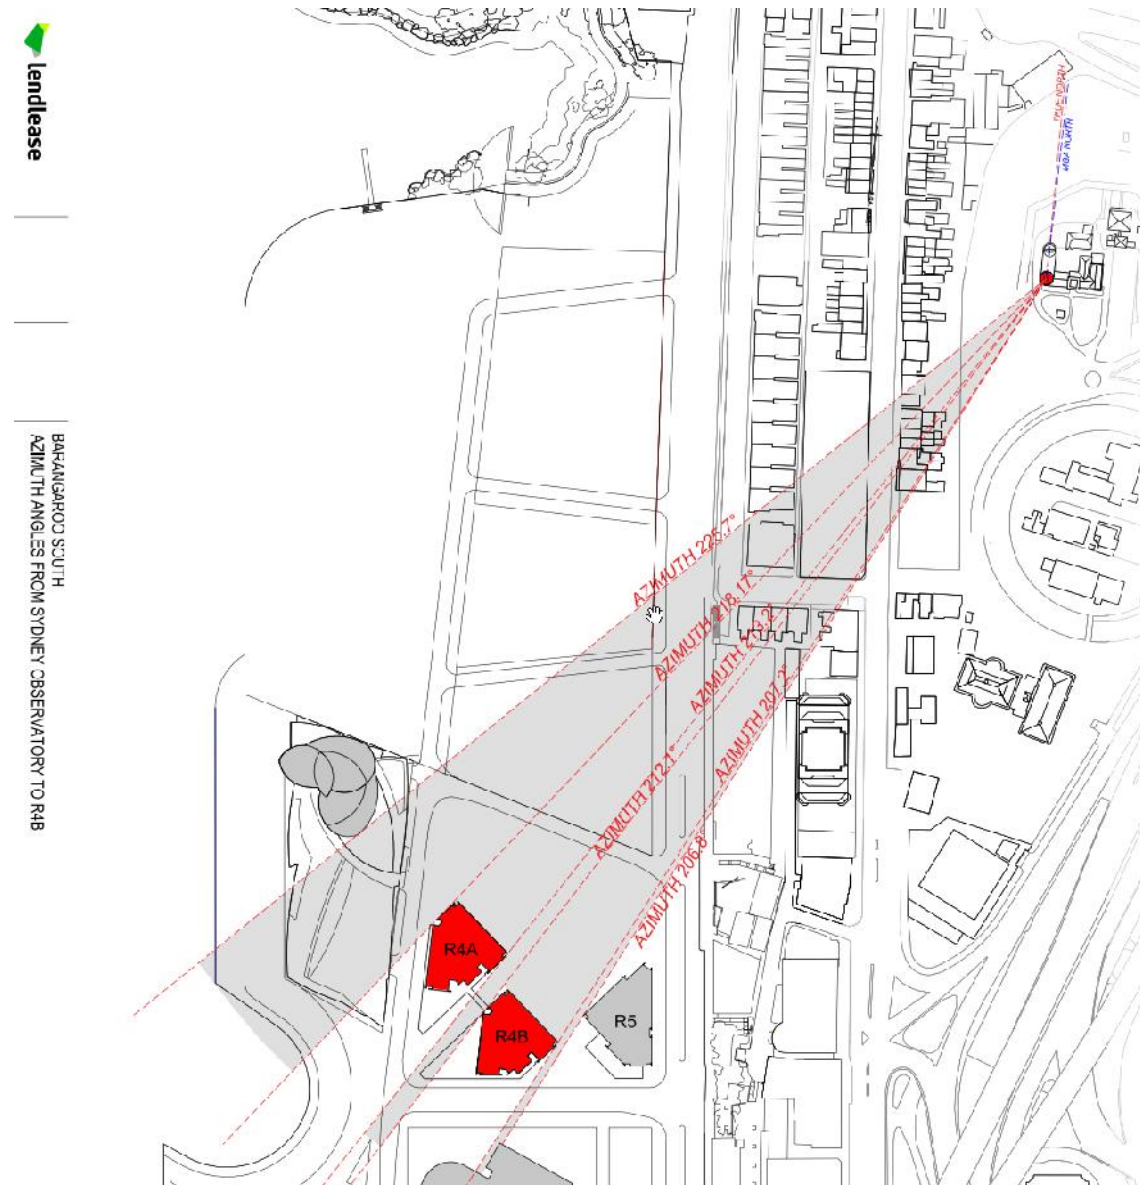 lendlease
BARANGAROO SOUTH
AZIMUTH ANGLES FROM SYDNEY OBSERVATORY TO R4B
AZIMUTH 225.7°
AZIMUTH 218.17°
AZIMUTH 213.2°
AZIMUTH 207.2°
AZIMUTH 212.1°
AZIMUTH 206.8
R4A
R4B
R5